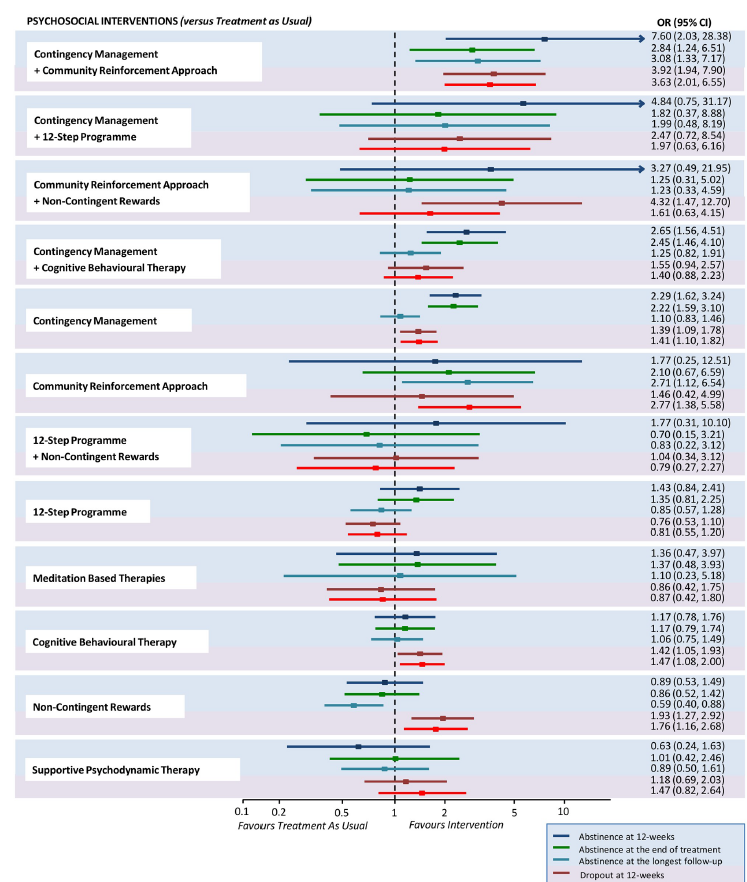 PSYCHOSOCIAL INTERVENTIONS (versus Treatment as Usual)
OR (95% CI)
Contingency Management
+ Community Reinforcement Approach
7.60 (2.03, 28.38)
2.84 (1.24, 6.51)
3.08 (1.33, 7.17)
3.92 (1.94, 7.90)
3.63 (2.01, 6.55)
Contingency Management
+ 12-Step Programme
4.84 (0.75, 31.17)
1.82 (0.37, 8.88)
1.99 (0.48, 8.19)
2.47 (0.72, 8.54)
1.97 (0.63, 6.16)
Community Reinforcement Approach
+ Non-Contingent Rewards
3.27 (0.49, 21.95)
1.25 (0.31, 5.02)
1.23 (0.33, 4.59)
4.32 (1.47, 12.70)
1.61 (0.63, 4.15)
Contingency Management
+ Cognitive Behavioural Therapy
2.65 (1.56, 4.51)
2.45 (1.46, 4.10)
1.25 (0.82, 1.91)
1.55 (0.94, 2.57)
1.40 (0.88, 2.23)
Contingency Management
2.29 (1.62, 3.24)
2.22 (1.59, 3.10)
1.10 (0.83, 1.46)
1.39 (1.09, 1.78)
1.41 (1.10, 1.82)
Community Reinforcement Approach
1.77 (0.25, 12.51)
2.10 (0.67, 6.59)
2.71 (1.12, 6.54)
1.46 (0.42, 4.99)
2.77 (1.38, 5.58)
12-Step Programme
+ Non-Contingent Rewards
1.77 (0.31, 10.10)
0.70 (0.15, 3.21)
0.83 (0.22, 3.12)
1.04 (0.34, 3.12)
0.79 (0.27, 2.27)
12-Step Programme
1.43 (0.84, 2.41)
1.35 (0.81, 2.25)
0.85 (0.57, 1.28)
0.76 (0.53, 1.10)
0.81 (0.55, 1.20)
Meditation Based Therapies
1.36 (0.47, 3.97)
1.37 (0.48, 3.93)
1.10 (0.23, 5.18)
0.86 (0.42, 1.75)
0.87 (0.42, 1.80)
Cognitive Behavioural Therapy
1.17 (0.78, 1.76)
1.17 (0.79, 1.74)
1.06 (0.75, 1.49)
1.42 (1.05, 1.93)
1.47 (1.08, 2.00)
Non-Contingent Rewards
0.89 (0.53, 1.49)
0.86 (0.52, 1.42)
0.59 (0.40, 0.88)
1.93 (1.27, 2.92)
1.76 (1.16, 2.68)
Supportive Psychodynamic Therapy
0.63 (0.24, 1.63)
1.01 (0.42, 2.46)
0.89 (0.50, 1.61)
1.18 (0.69, 2.03)
1.47 (0.82, 2.64)
0.1 0.2 0.5 1 2 5 10
Favours Treatment As Usual Favours Intervention
Abstinence at 12-weeks
Abstinence at the end of treatment
Abstinence at the longest follow-up
Dropout at 12-weeks